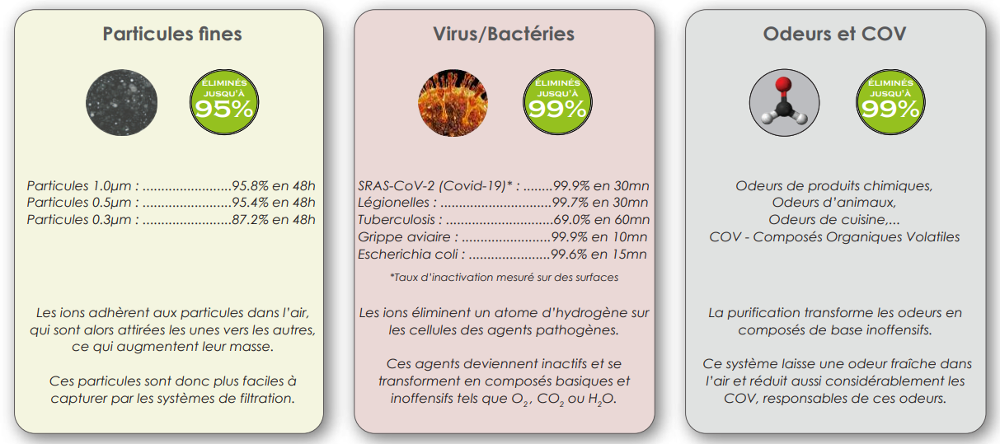 Particules fines
ÉLIMINÉS
JUSQU'À
95%
Particules 1.0µm : ........................95.8% en 48h
Particules 0.5µm : ........................95.4% en 48h
Particules 0.3µm : ........................87.2% en 48h
Les ions adhèrent aux particules dans l'air,
qui sont alors attirées les unes vers les autres,
ce qui augmentent leur masse.
Ces particules sont donc plus faciles à
capturer par les systèmes de filtration.
Virus/Bactéries
ÉLIMINÉS
JUSQU'À
99%
SRAS-CoV-2 (Covid-19)* : ........99.9% en 30mn
Légionelles : ..............................99.7% en 30mn
Tuberculosis : .............................69.0% en 60mn
Grippe aviaire : ........................99.9% en 10mn
Escherichia coli : ......................99.6% en 15mn
*Taux d'inactivation mesuré sur des surfaces
Les ions éliminent un atome d'hydrogène sur
les cellules des agents pathogènes.
Ces agents deviennent inactifs et se
transforment en composés basiques et
inoffensifs tels que O₂, CO₂ ou H₂O.
Odeurs et COV
ÉLIMINÉS
JUSQU'À
99%
Odeurs de produits chimiques,
Odeurs d'animaux,
Odeurs de cuisine,...
COV - Composés Organiques Volatiles
La purification transforme les odeurs en
composés de base inoffensifs.
Ce système laisse une odeur fraîche dans
l'air et réduit aussi considérablement les
COV, responsables de ces odeurs.